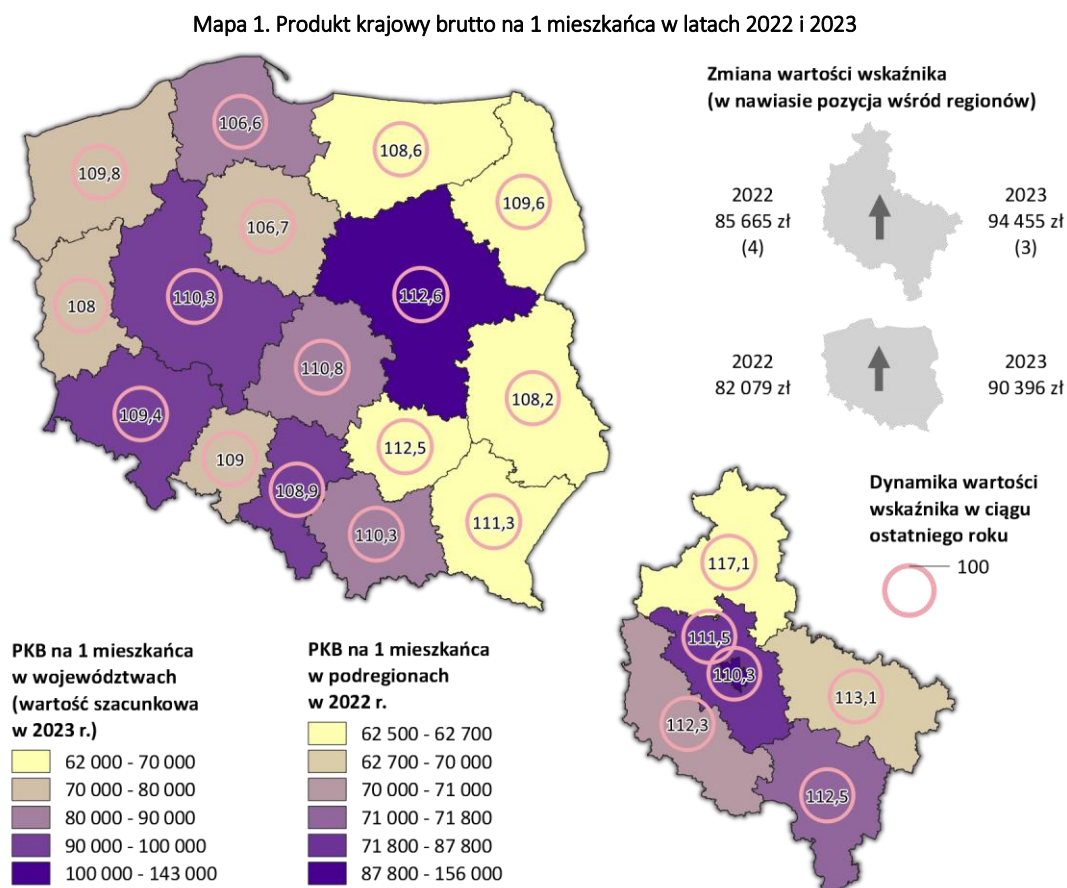 Mapa 1. Produkt krajowy brutto na 1 mieszkańca w latach 2022 i 2023
106,6
108,6
109,8
109,6
106,7
108
110,3
112,6
110,8
109,4
108,2
109
112,5
108,9
110,3
111,3
Zmiana wartości wskaźnika
(w nawiasie pozycja wśród regionów)
2022
85 665 zł
(4)
2023
94 455 zł
(3)
2022
82 079 zł
2023
90 396 zł
Dynamika wartości
wskaźnika w ciągu
ostatniego roku
100
117,1
111,5
110,3
113,1
112,3
112,5
PKB na 1 mieszkańca
w województwach
(wartość szacunkowa
w 2023 r.)
62 000 - 70 000
70 000 - 80 000
80 000 - 90 000
90 000 - 100 000
100 000 - 143 000
PKB na 1 mieszkańca
w podregionach
w 2022 r.
62 500 - 62 700
62 700 - 70 000
70 000 - 71 000
71 000 - 71 800
71 800 - 87 800
87 800 - 156 000